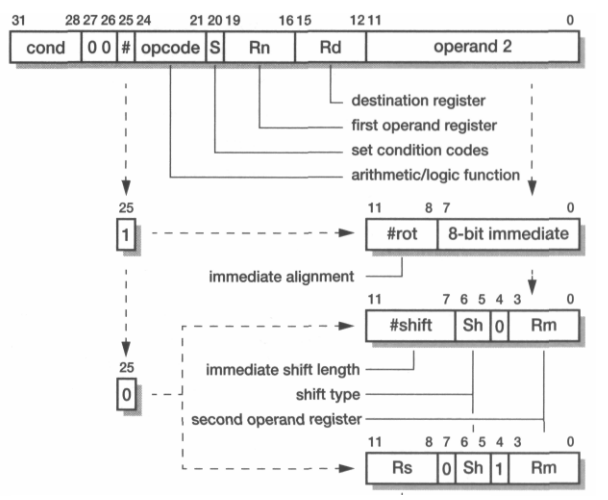 31 28 27 26 25 24 21 20 19 16 15 12 11 0
cond 0 0 # opcode S Rn Rd operand 2
destination register
first operand register
set condition codes
arithmetic/logic function
25 11 8 7 0
1 #rot 8-bit immediate
immediate alignment
11 7 6 5 4 3 0
#shift Sh 0 Rm
25
immediate shift length
0
shift type
second operand register
11 8 7 6 5 4 3 0
Rs 0 Sh 1 Rm